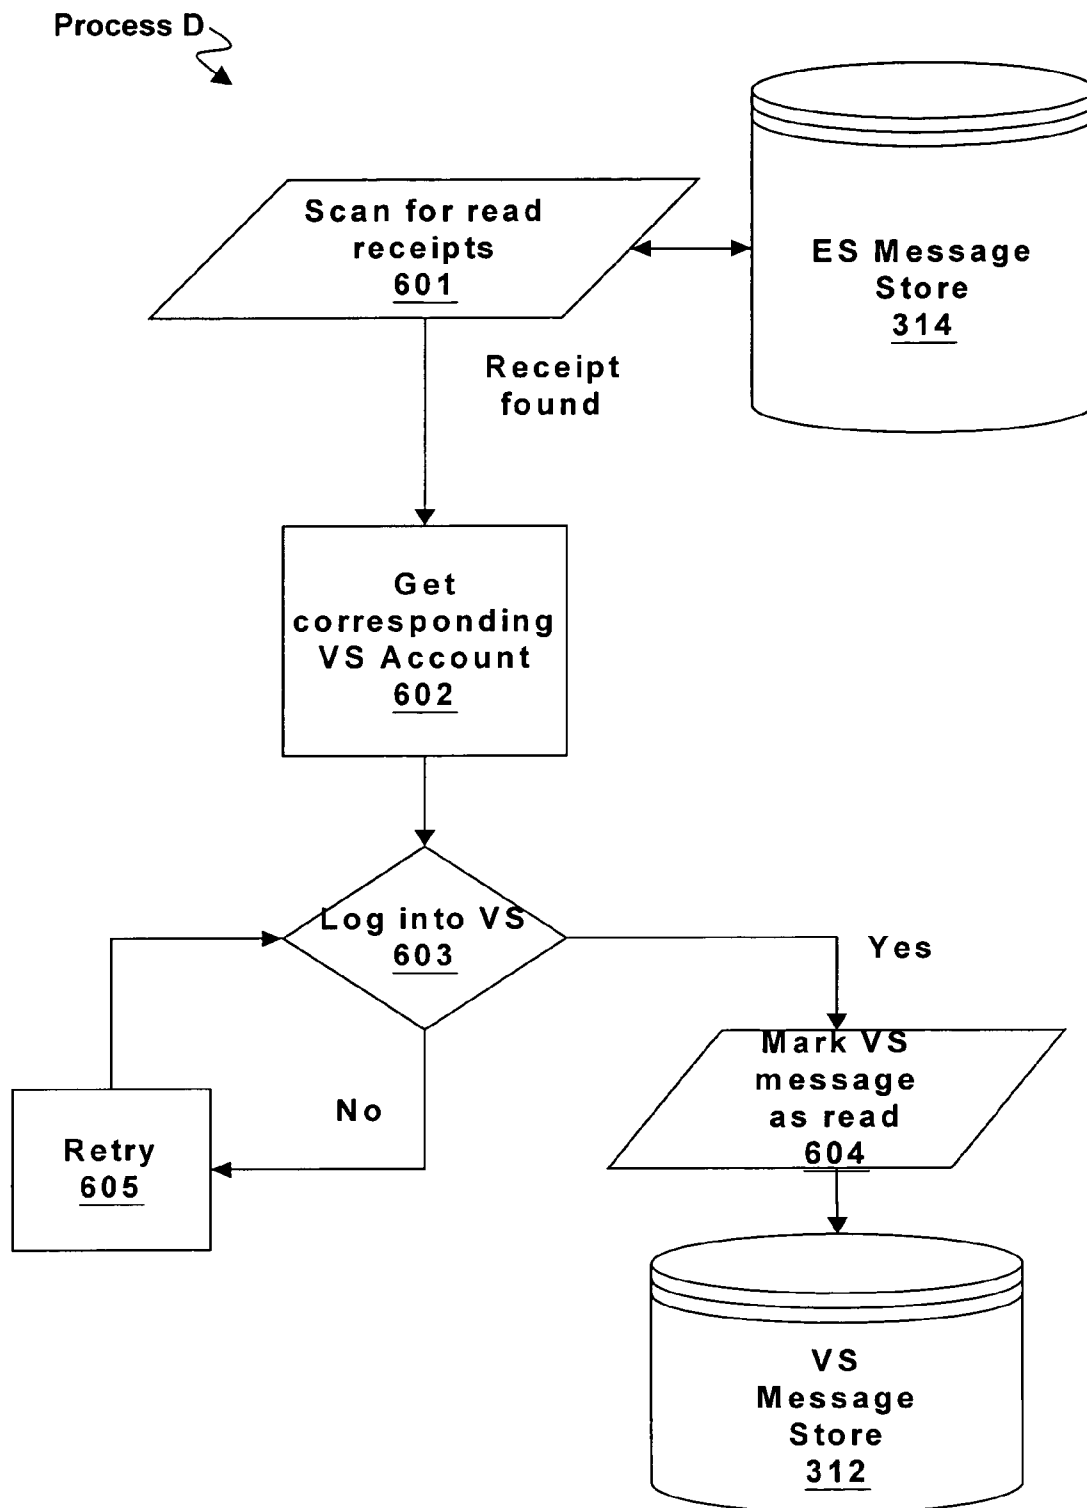 Process D
Scan for read
receipts
601
ES Message
Store
314
Receipt
found
Get
corresponding
VS Account
602
Log into VS
603
Yes
No
Mark VS
message
as read
604
Retry
605
VS
Message
Store
312